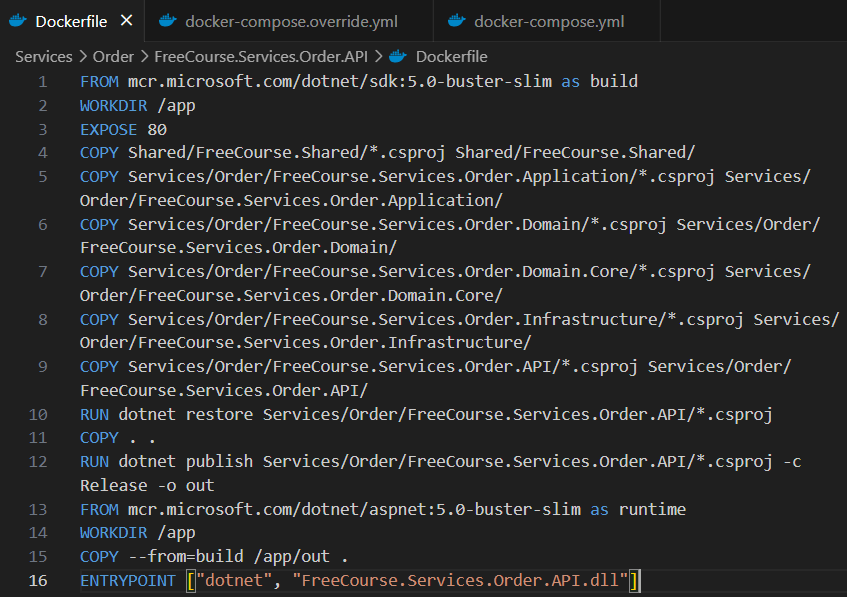 Dockerfile × docker-compose.override.yml docker-compose.yml
Services > Order > FreeCourse.Services.Order.API > Dockerfile
1 FROM mcr.microsoft.com/dotnet/sdk:5.0-buster-slim as build
2 WORKDIR /app
3 EXPOSE 80
4 COPY Shared/FreeCourse.Shared/*.csproj Shared/FreeCourse.Shared/
5 COPY Services/Order/FreeCourse.Services.Order.Application/*.csproj Services/
Order/FreeCourse.Services.Order.Application/
6 COPY Services/Order/FreeCourse.Services.Order.Domain/*.csproj Services/Order/
FreeCourse.Services.Order.Domain/
7 COPY Services/Order/FreeCourse.Services.Order.Domain.Core/*.csproj Services/
Order/FreeCourse.Services.Order.Domain.Core/
8 COPY Services/Order/FreeCourse.Services.Order.Infrastructure/*.csproj Services/
Order/FreeCourse.Services.Order.Infrastructure/
9 COPY Services/Order/FreeCourse.Services.Order.API/*.csproj Services/Order/
FreeCourse.Services.Order.API/
10 RUN dotnet restore Services/Order/FreeCourse.Services.Order.API/*.csproj
11 COPY . .
12 RUN dotnet publish Services/Order/FreeCourse.Services.Order.API/*.csproj -c
Release -o out
13 FROM mcr.microsoft.com/dotnet/aspnet:5.0-buster-slim as runtime
14 WORKDIR /app
15 COPY --from=build /app/out .
16 ENTRYPOINT ["dotnet", "FreeCourse.Services.Order.API.dll"]